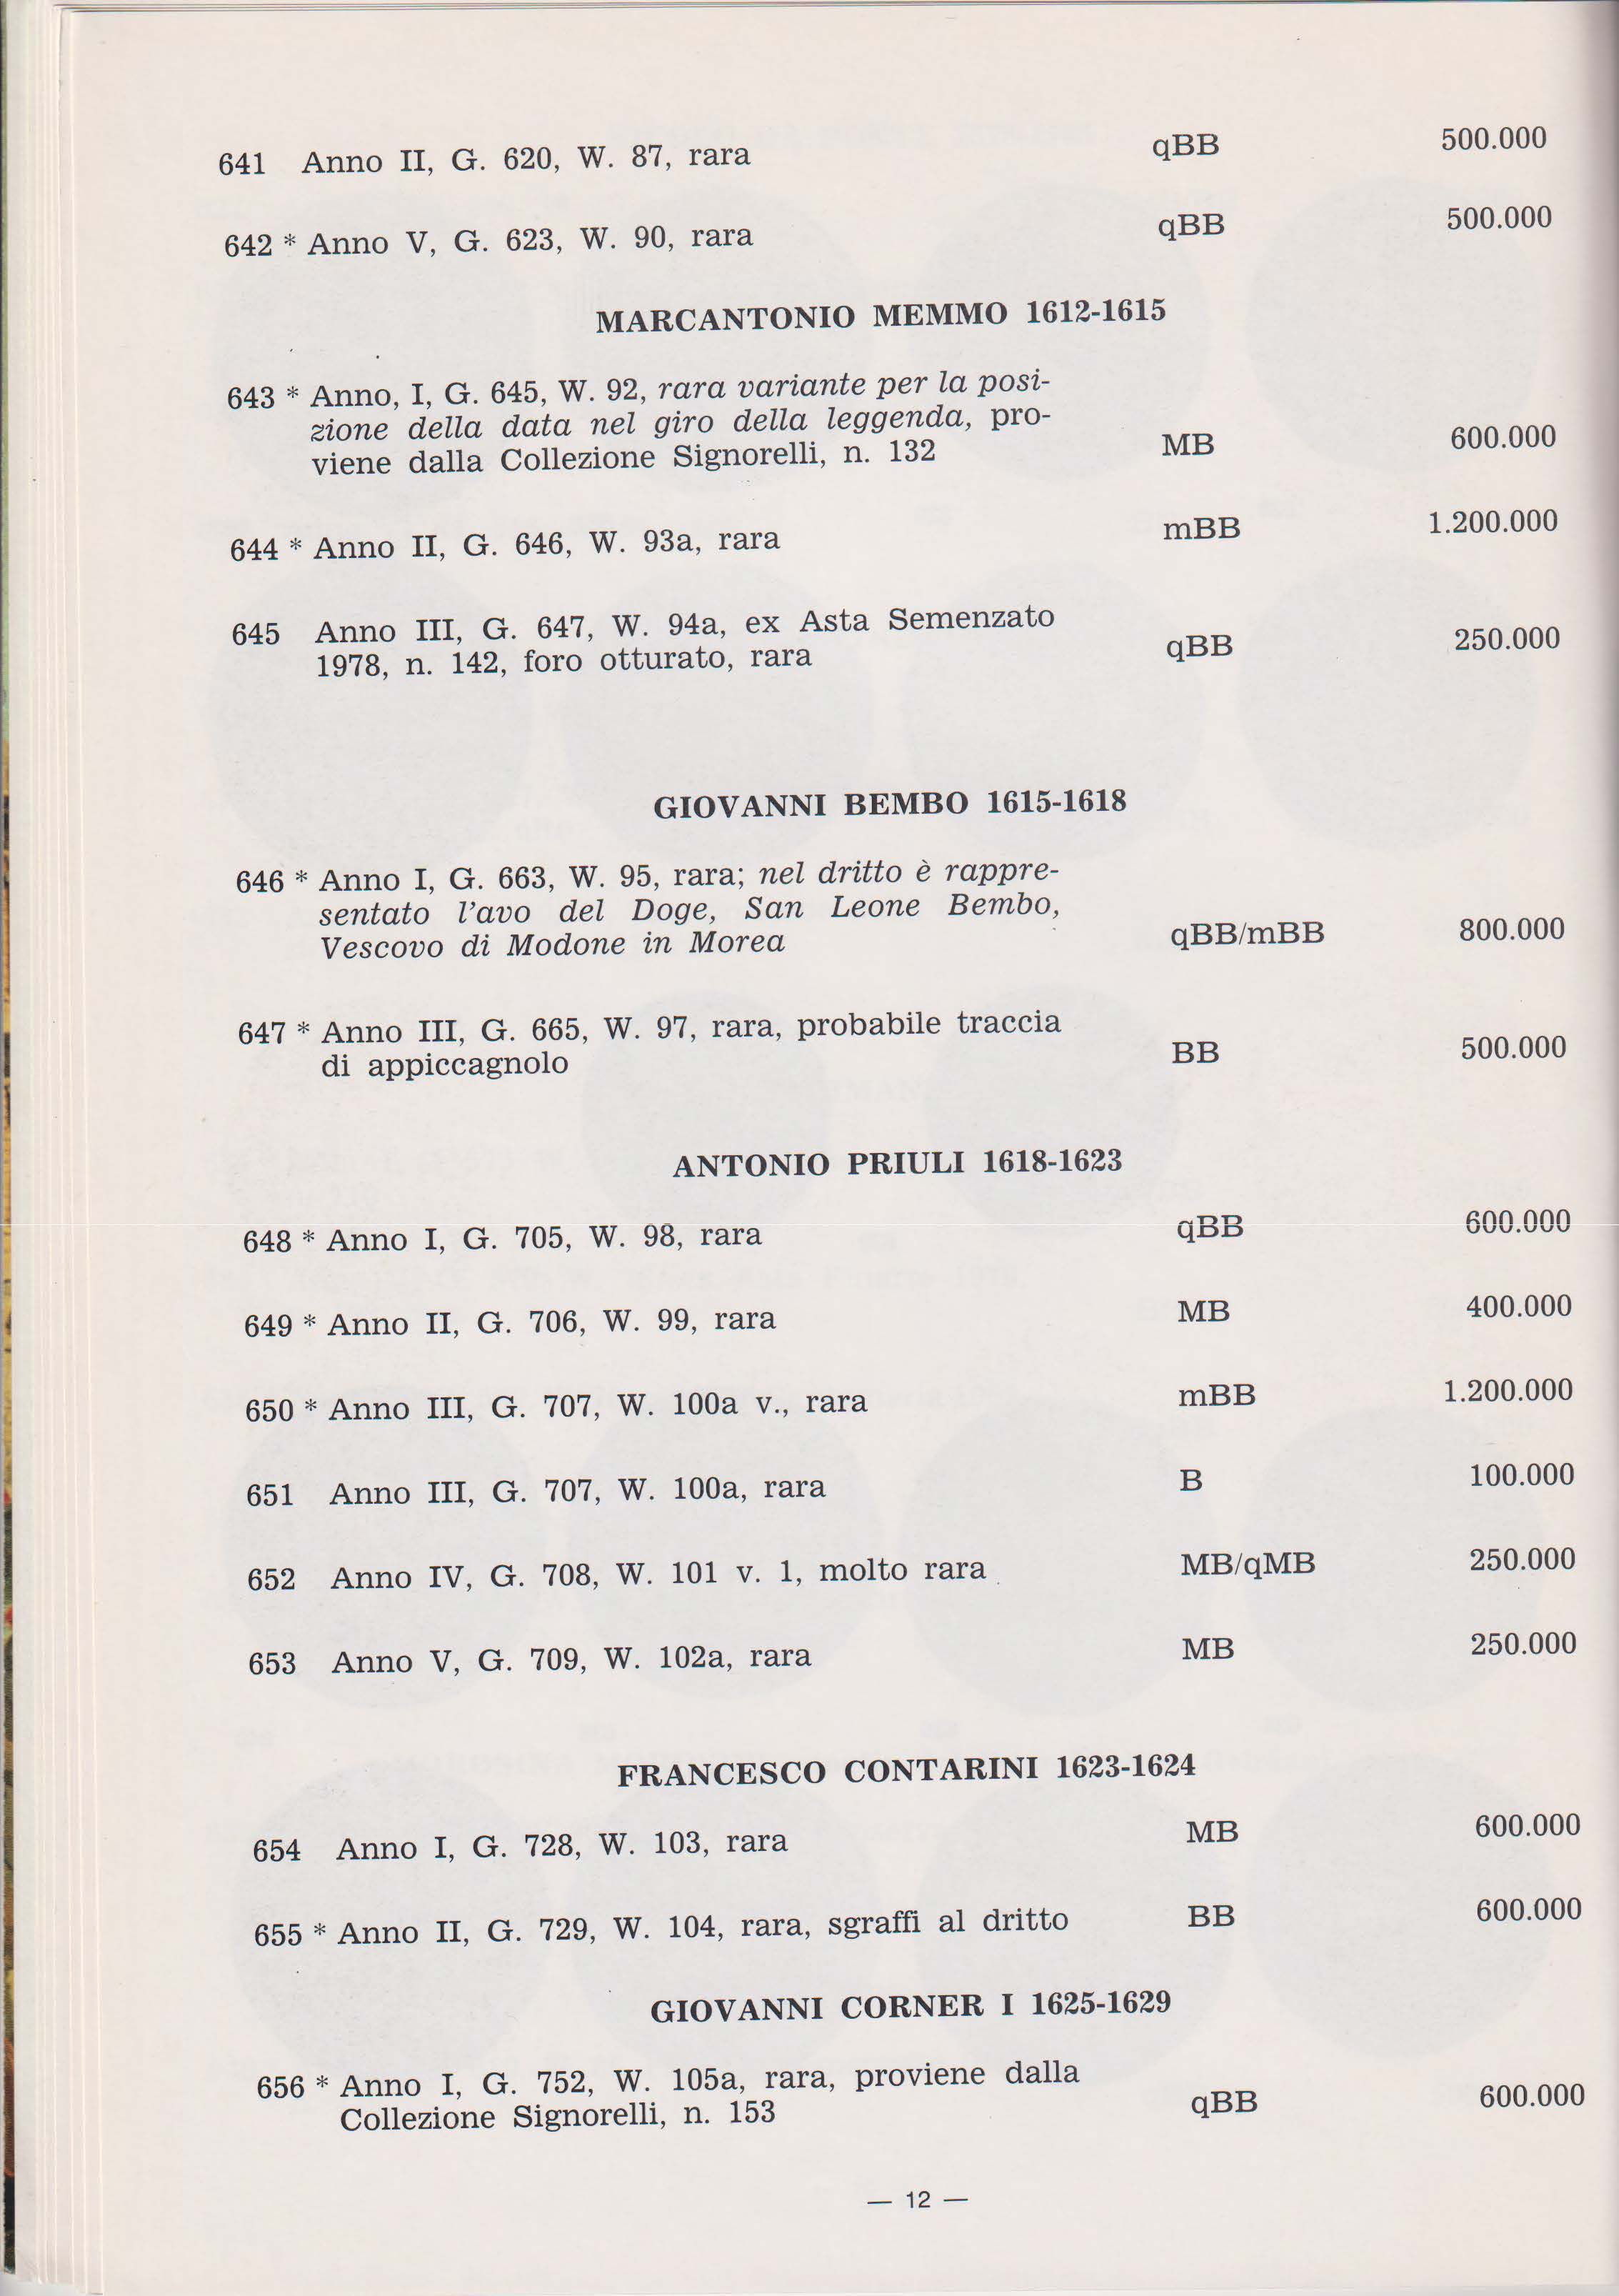 641 Anno II, G. 620, W. 87, rara qBB 500.000
642 * Anno V, G. 623, W. 90, rara qBB 500.000
MARCANTONIO MEMMO 1612-1615
643 * Anno, I, G. 645, W. 92, rara variante per la posi-
zione della data nel giro della leggenda, pro-
viene dalla Collezione Signorelli, n. 132 MB 600.000
644 * Anno II, G. 646, W. 93a, rara mBB 1.200.000
645 Anno III, G. 647, W. 94a, ex Asta Semenzato
1978, n. 142, foro otturato, rara qBB 250.000
GIOVANNI BEMBO 1615-1618
646 * Anno I, G. 663, W. 95, rara; nel dritto è rappre-
sentato l'avo del Doge, San Leone Bembo,
Vescovo di Modone in Morea qBB/mBB 800.000
647 * Anno III, G. 665, W. 97, rara, probabile traccia
di appiccagnolo BB 500.000
ANTONIO PRIULI 1618-1623
648 * Anno I, G. 705, W. 98, rara qBB 600.000
649 * Anno II, G. 706, W. 99, rara MB 400.000
650 * Anno III, G. 707, W. 100a v., rara mBB 1.200.000
651 Anno III, G. 707, W. 100a, rara B 100.000
652 Anno IV, G. 708, W. 101 v. 1, molto rara MB/qMB 250.000
653 Anno V, G. 709, W. 102a, rara MB 250.000
FRANCESCO CONTARINI 1623-1624
654 Anno I, G. 728, W. 103, rara MB 600.000
655 * Anno II, G. 729, W. 104, rara, sgraffi al dritto BB 600.000
GIOVANNI CORNER I 1625-1629
656 * Anno I, G. 752, W. 105a, rara, proviene dalla
Collezione Signorelli, n. 153 qBB 600.000
— 12 —